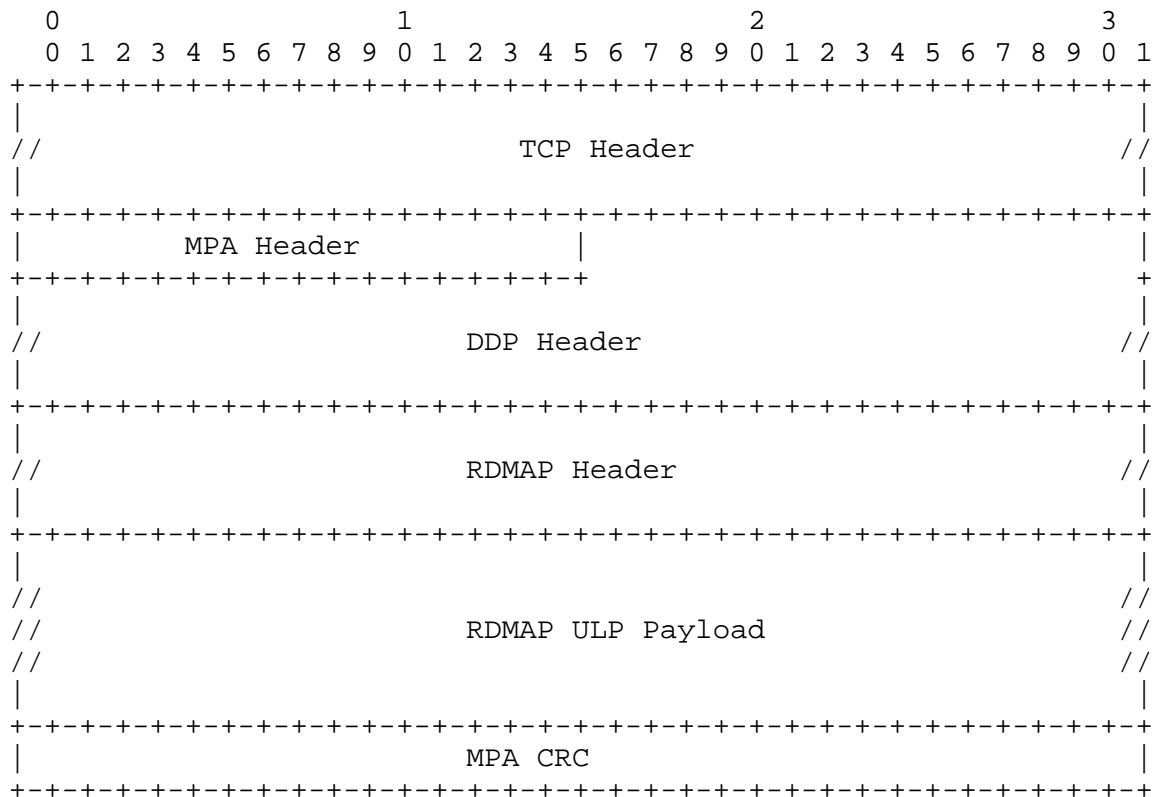 0                   1                   2                   3
0 1 2 3 4 5 6 7 8 9 0 1 2 3 4 5 6 7 8 9 0 1 2 3 4 5 6 7 8 9 0 1
+-+-+-+-+-+-+-+-+-+-+-+-+-+-+-+-+-+-+-+-+-+-+-+-+-+-+-+-+-+-+-+-+
|                                                               |
//                           TCP Header                        //
|                                                               |
+-+-+-+-+-+-+-+-+-+-+-+-+-+-+-+-+-+-+-+-+-+-+-+-+-+-+-+-+-+-+-+-+
|         MPA Header            |                               |
+-+-+-+-+-+-+-+-+-+-+-+-+-+-+-+-+                               +
|                                                               |
//                        DDP Header                           //
|                                                               |
+-+-+-+-+-+-+-+-+-+-+-+-+-+-+-+-+-+-+-+-+-+-+-+-+-+-+-+-+-+-+-+-+
|                                                               |
//                        RDMAP Header                         //
|                                                               |
+-+-+-+-+-+-+-+-+-+-+-+-+-+-+-+-+-+-+-+-+-+-+-+-+-+-+-+-+-+-+-+-+
|                                                               |
//                                                             //
//                        RDMAP ULP Payload                    //
//                                                             //
|                                                               |
+-+-+-+-+-+-+-+-+-+-+-+-+-+-+-+-+-+-+-+-+-+-+-+-+-+-+-+-+-+-+-+-+
|                         MPA CRC                               |
+-+-+-+-+-+-+-+-+-+-+-+-+-+-+-+-+-+-+-+-+-+-+-+-+-+-+-+-+-+-+-+-+